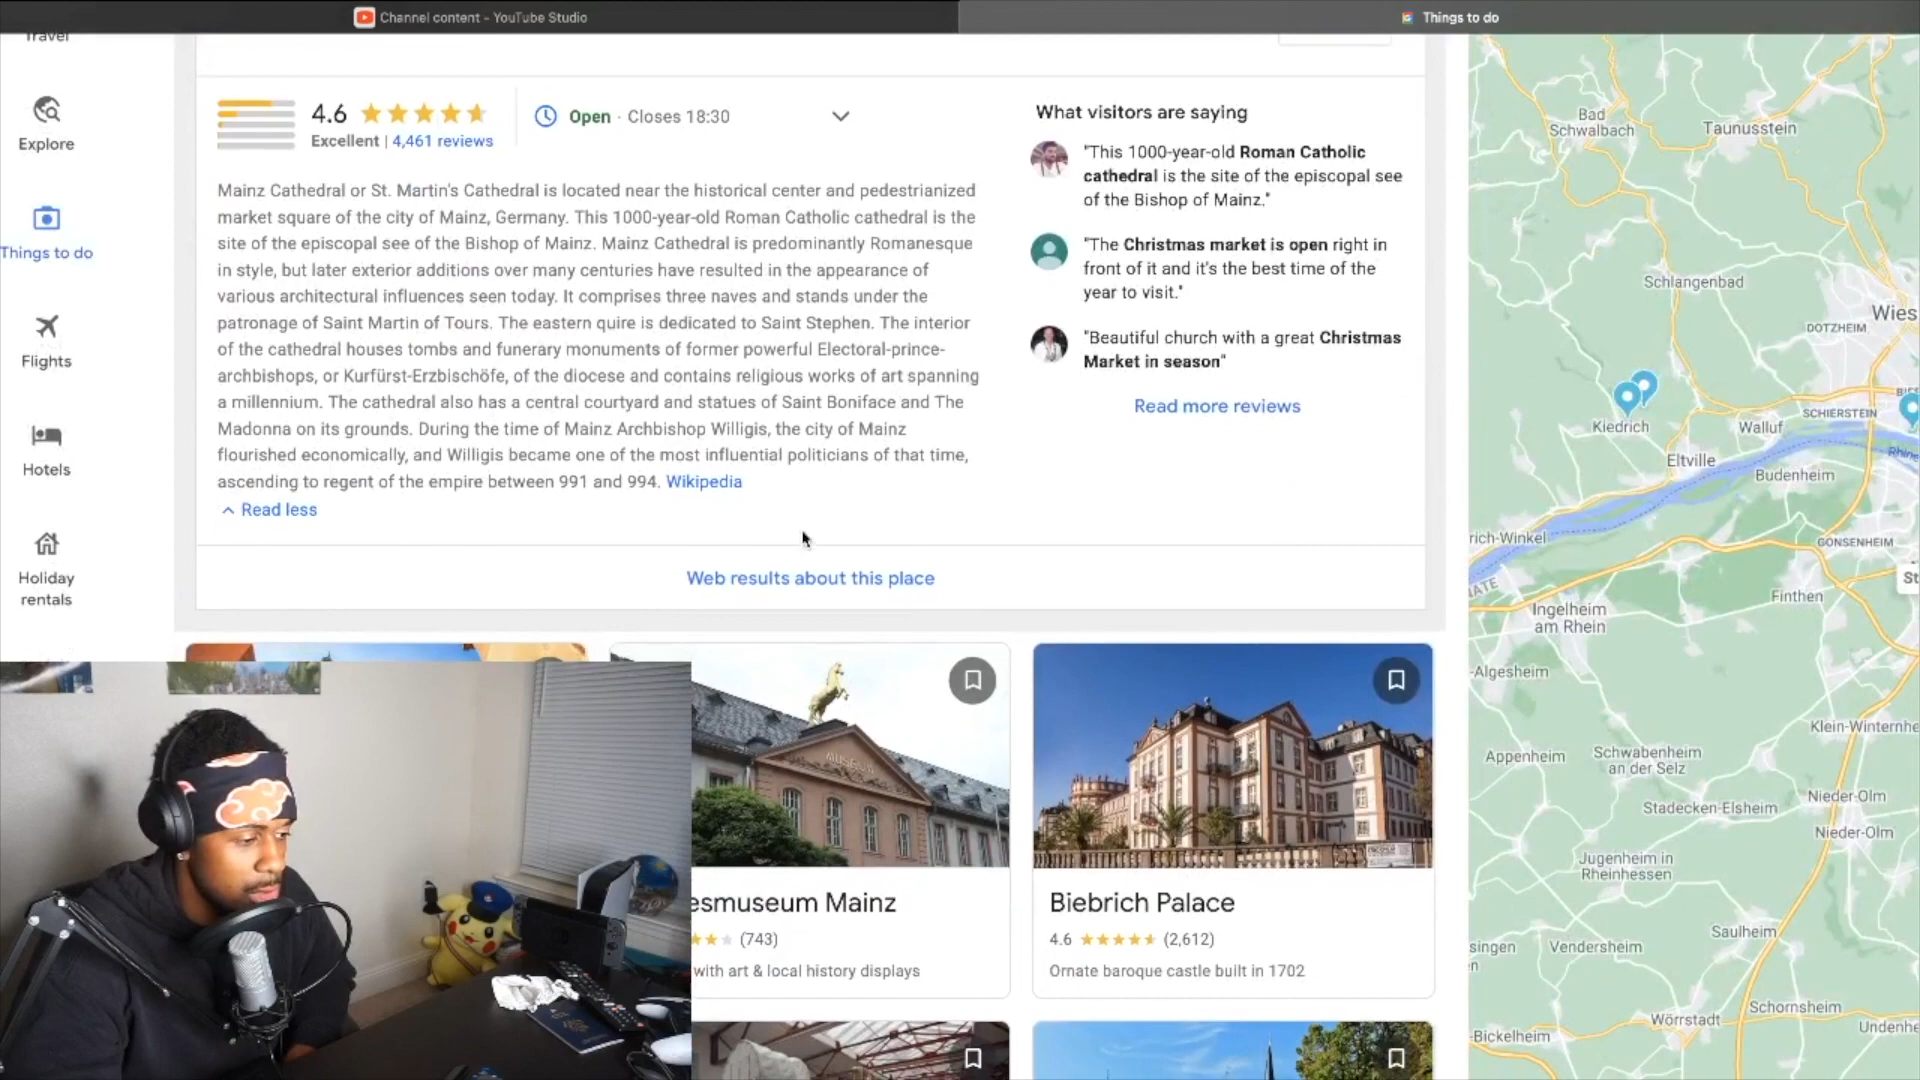 Channel content - YouTube Studio
Things to do
Travel
Explore
Things to do
Flights
Hotels
Holiday
rentals
4.6
Excellent | 4,461 reviews
Open · Closes 18:30
Mainz Cathedral or St. Martin's Cathedral is located near the historical center and pedestrianized
market square of the city of Mainz, Germany. This 1000-year-old Roman Catholic cathedral is the
site of the episcopal see of the Bishop of Mainz. Mainz Cathedral is predominantly Romanesque
in style, but later exterior additions over many centuries have resulted in the appearance of
various architectural influences seen today. It comprises three naves and stands under the
patronage of Saint Martin of Tours. The eastern quire is dedicated to Saint Stephen. The interior
of the cathedral houses tombs and funerary monuments of former powerful Electoral-prince-
archbishops, or Kurfürst-Erzbischöfe, of the diocese and contains religious works of art spanning
a millennium. The cathedral also has a central courtyard and statues of Saint Boniface and The
Madonna on its grounds. During the time of Mainz Archbishop Willigis, the city of Mainz
flourished economically, and Willigis became one of the most influential politicians of that time,
ascending to regent of the empire between 991 and 994. Wikipedia
Read less
What visitors are saying
"This 1000-year-old Roman Catholic
cathedral is the site of the episcopal see
of the Bishop of Mainz."
"The Christmas market is open right in
front of it and it's the best time of the
year to visit."
"Beautiful church with a great Christmas
Market in season"
Read more reviews
Web results about this place
MUSEUM
esmuseum Mainz
(743)
with art & local history displays
Biebrich Palace
4.6 (2,612)
Ornate baroque castle built in 1702
Bad
Schwalbach
Taunusstein
Schlangenbad
Wies
DOTZHEIM
SCHIERSTEIN
BIE
Kiedrich
Walluf
Eltville
Rhine
Budenheim
rich-Winkel
GONSENHEIM
NATE
St
Finthen
Ingelheim
am Rhein
-Algesheim
Klein-Winternhe
Appenheim
Schwabenheim
an der Selz
Nieder-Olm
Stadecken-Elsheim
Nieder-Olm
Jugenheim in
Rheinhessen
Saulheim
singen
n
Vendersheim
Schornsheim
Wörrstadt
Undenhe
-Bickelheim